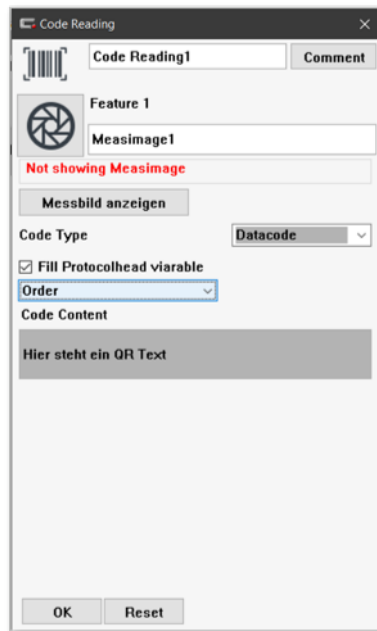 Code Reading
Code Reading1 Comment
Feature 1
Measimage1
Not showing Measimage
Messbild anzeigen
Code Type Datacode
Fill Protocolhead viarable
Order
Code Content
Hier steht ein QR Text
OK Reset